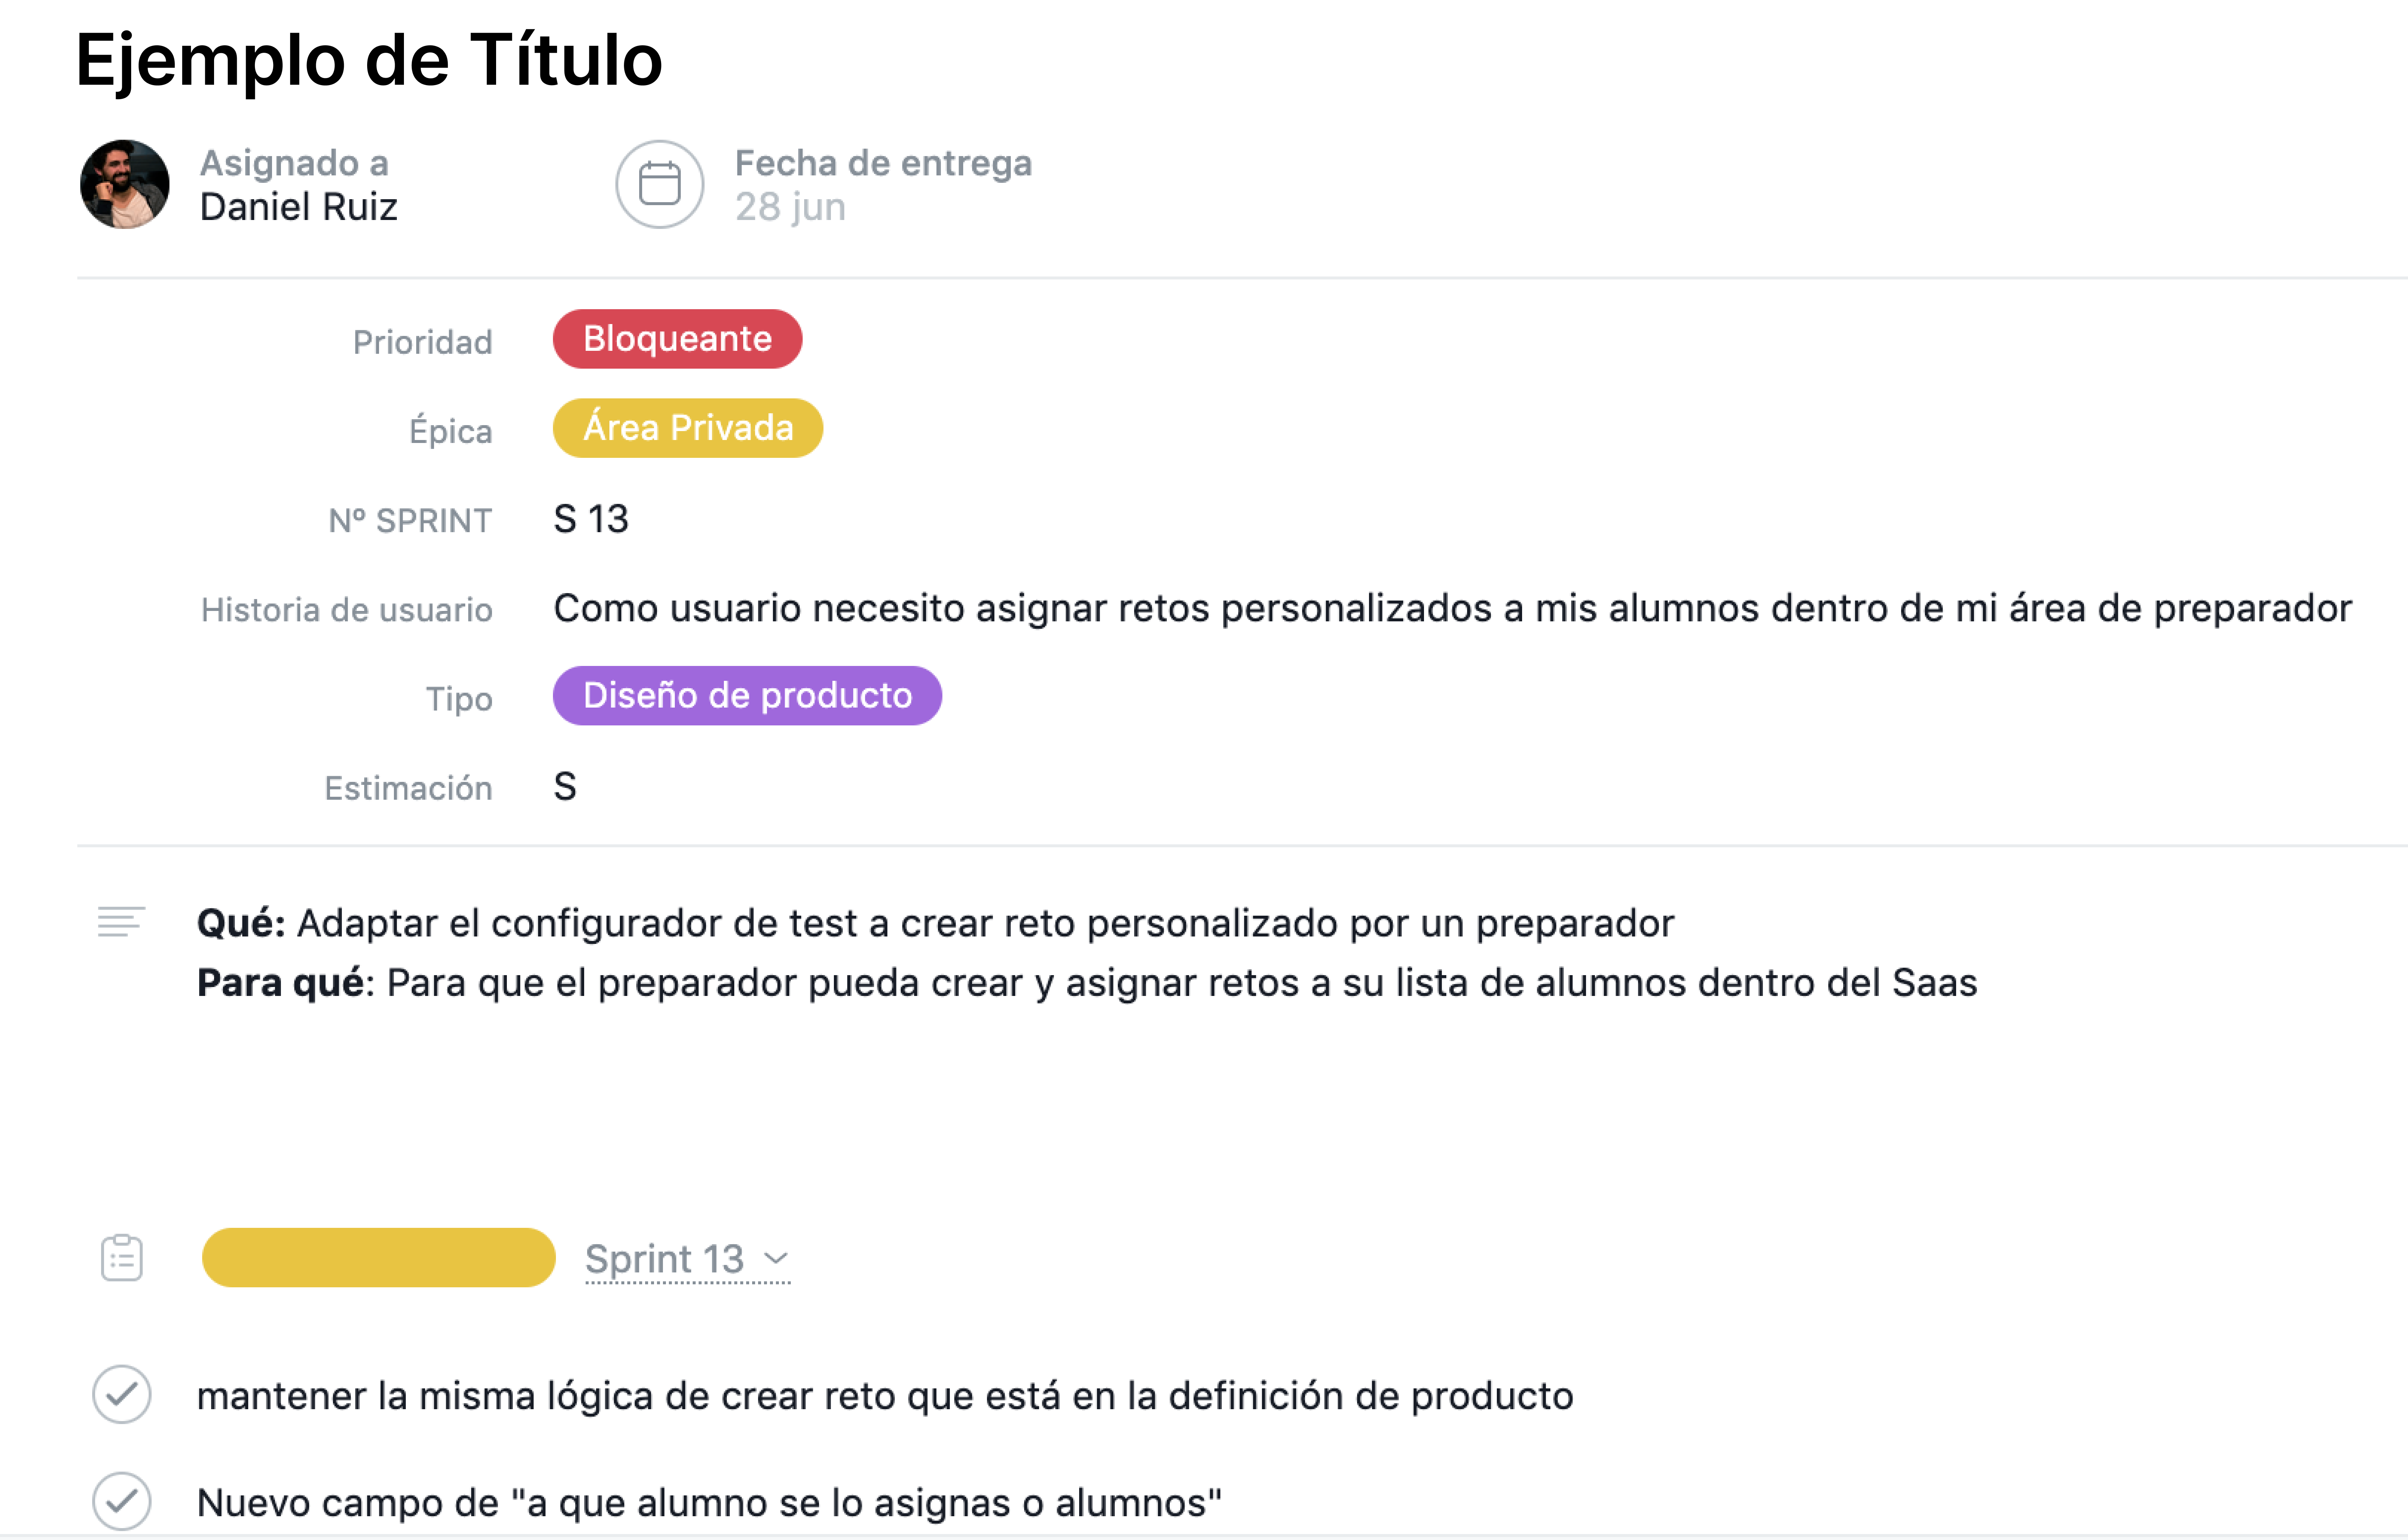 Ejemplo de Título
Asignado a
Daniel Ruiz
Fecha de entrega
28 jun
Prioridad Bloqueante
Épica Área Privada
Nº SPRINT S 13
Historia de usuario Como usuario necesito asignar retos personalizados a mis alumnos dentro de mi área de preparador
Tipo Diseño de producto
Estimación S
Qué: Adaptar el configurador de test a crear reto personalizado por un preparador
Para qué: Para que el preparador pueda crear y asignar retos a su lista de alumnos dentro del Saas
Sprint 13
mantener la misma lógica de crear reto que está en la definición de producto
Nuevo campo de "a que alumno se lo asignas o alumnos"